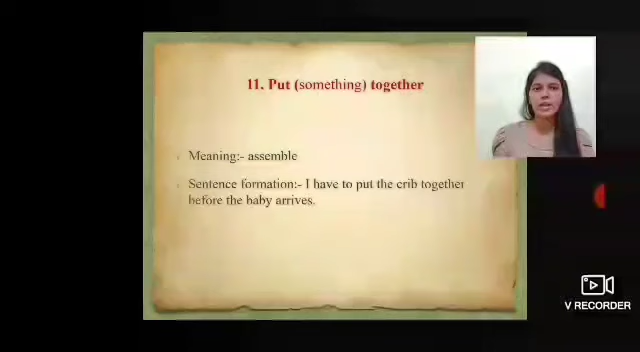 11. Put (something) together
Meaning:- assemble
Sentence formation:- I have to put the crib together
before the baby arrives.
V RECORDER